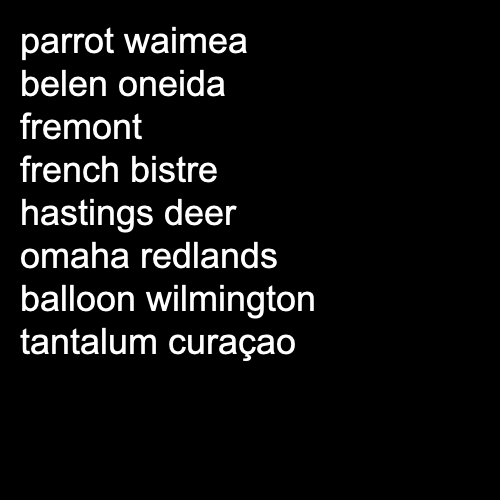 parrot waimea
belen oneida
fremont
french bistre
hastings deer
omaha redlands
balloon wilmington
tantalum curaçao